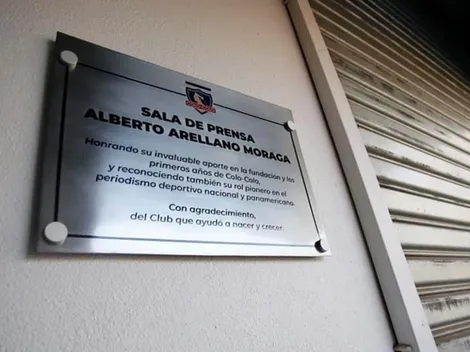 SALA DE PRENSA
ALBERTO ARELLANO MORAGA
Honrando su invaluable aporte en la fundación y los
primeros años de Colo-Colo,
y reconociendo también su rol pionero en el
periodismo deportivo nacional y panamericano.
Con agradecimiento,
del Club que ayudó a nacer y crecer.